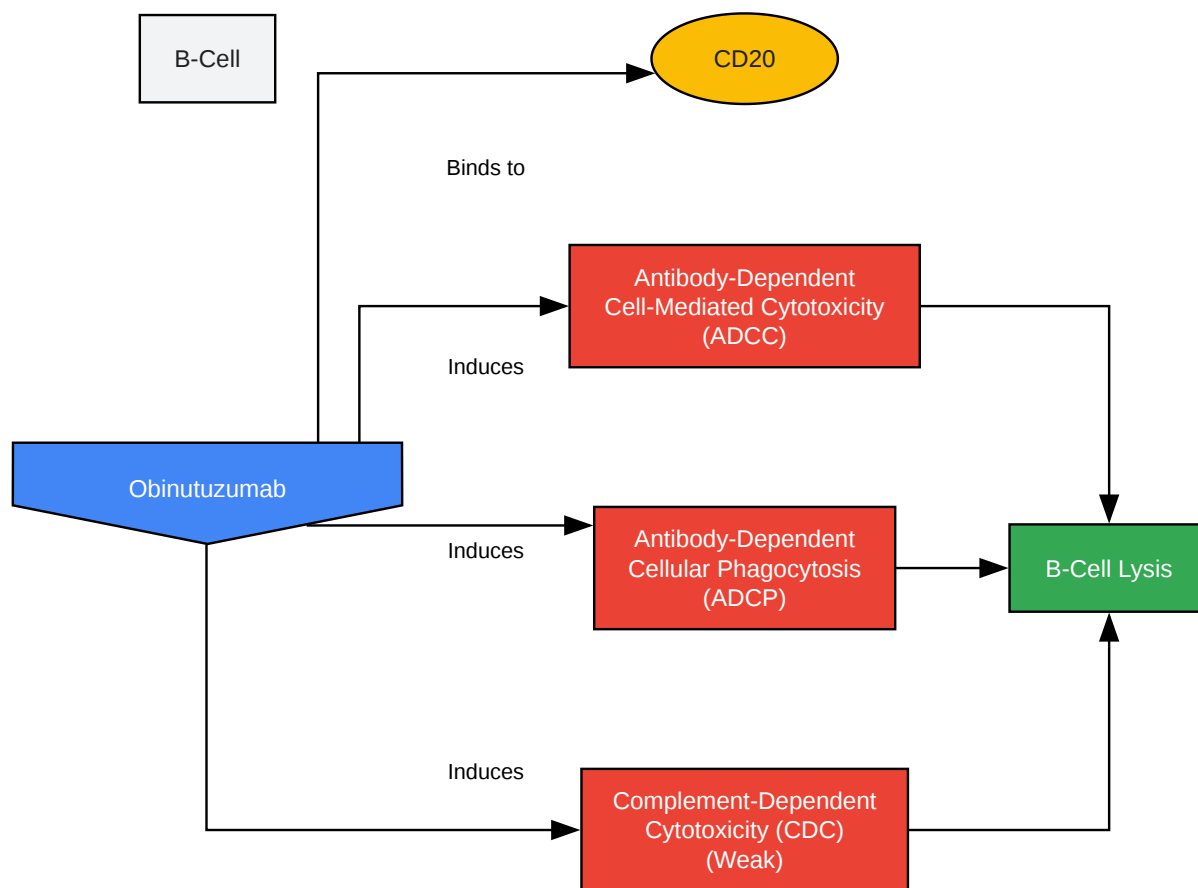 B-Cell
CD20
Binds to
Antibody-Dependent
Cell-Mediated Cytotoxicity
(ADCC)
Induces
Obinutuzumab
Induces
Antibody-Dependent
Cellular Phagocytosis
(ADCP)
B-Cell Lysis
Induces
Complement-Dependent
Cytotoxicity (CDC)
(Weak)